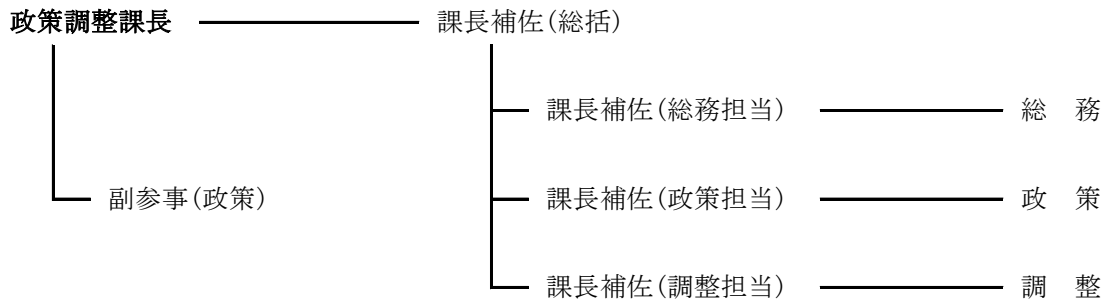 政策調整課長 課長補佐(総括)
課長補佐(総務担当) 総　務
副参事(政策) 課長補佐(政策担当) 政　策
課長補佐(調整担当) 調　整